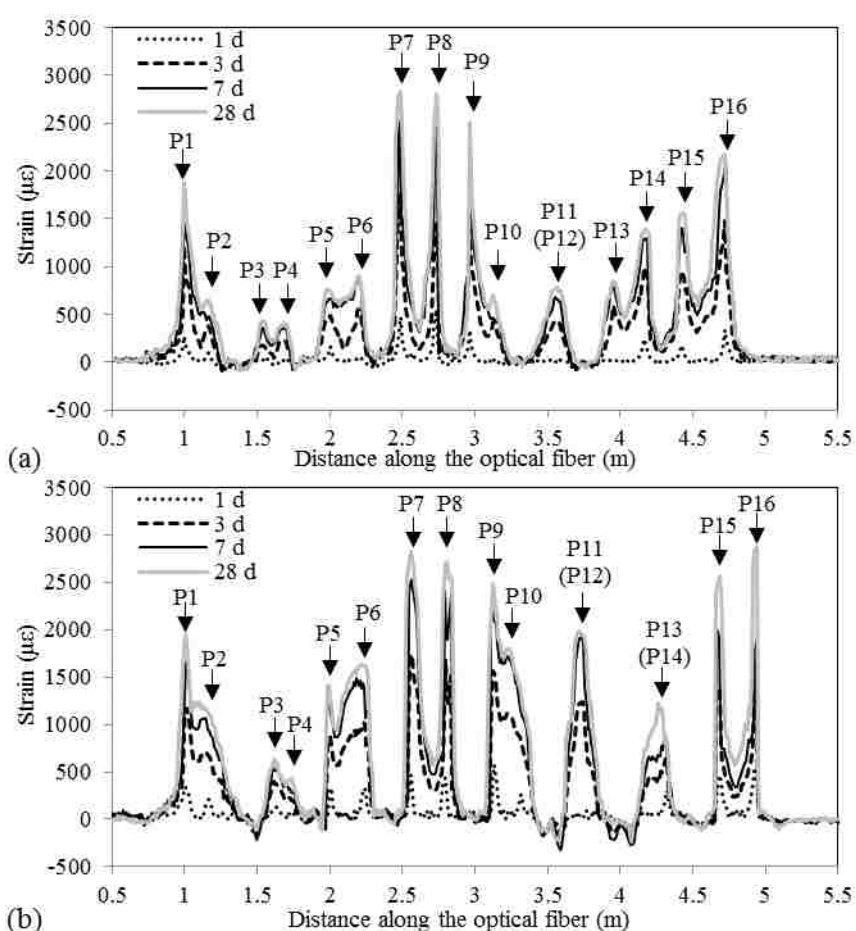 3500
3000
2500
2000
1500
1000
500
0
-500
Strain (με)
1 d
3 d
7 d
28 d
P1
P2
P3
P4
P5
P6
P7
P8
P9
P10
P11
(P12)
P13
P14
P15
P16
0.5 1 1.5 2 2.5 3 3.5 4 4.5 5 5.5
(a) Distance along the optical fiber (m)
3500
3000
2500
2000
1500
1000
500
0
-500
Strain (με)
1 d
3 d
7 d
28 d
P1
P2
P3
P4
P5
P6
P7
P8
P9
P10
P11
(P12)
P13
(P14)
P15
P16
0.5 1 1.5 2 2.5 3 3.5 4 4.5 5 5.5
(b) Distance along the optical fiber (m)